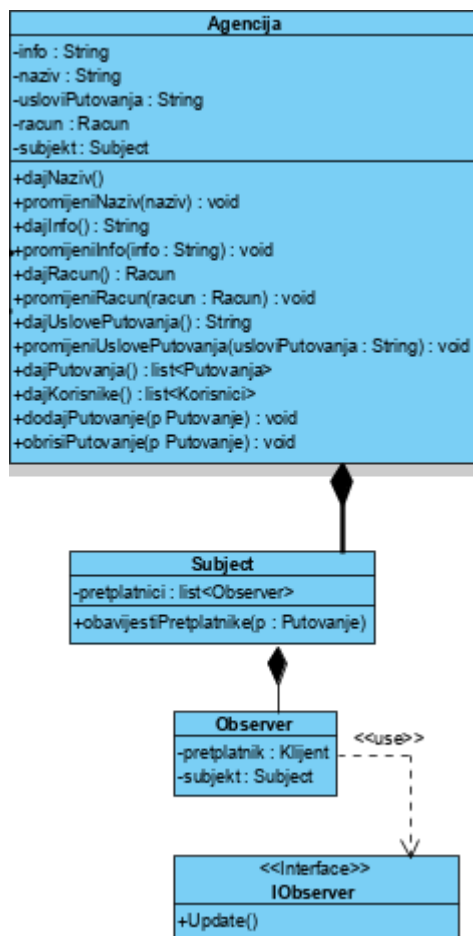 Agencija
-info : String
-naziv : String
-usloviPutovanja : String
-racun : Racun
-subjekt : Subject
+dajNaziv()
+promijeniNaziv(naziv) : void
+dajInfo() : String
+promijeniInfo(info : String) : void
+dajRacun() : Racun
+promijeniRacun(racun : Racun) : void
+dajUslovePutovanja() : String
+promijeniUslovePutovanja(usloviPutovanja : String) : void
+dajPutovanja() : list<Putovanja>
+dajKorisnike() : list<Korisnici>
+dodajPutovanje(p Putovanje) : void
+obrisiPutovanje(p Putovanje) : void
Subject
-pretplatnici : list<Observer>
+obavijestiPretplatnike(p : Putovanje)
Observer
-pretplatnik : Klijent
-subjekt : Subject
<<use>>
<<Interface>>
IObserver
+Update()